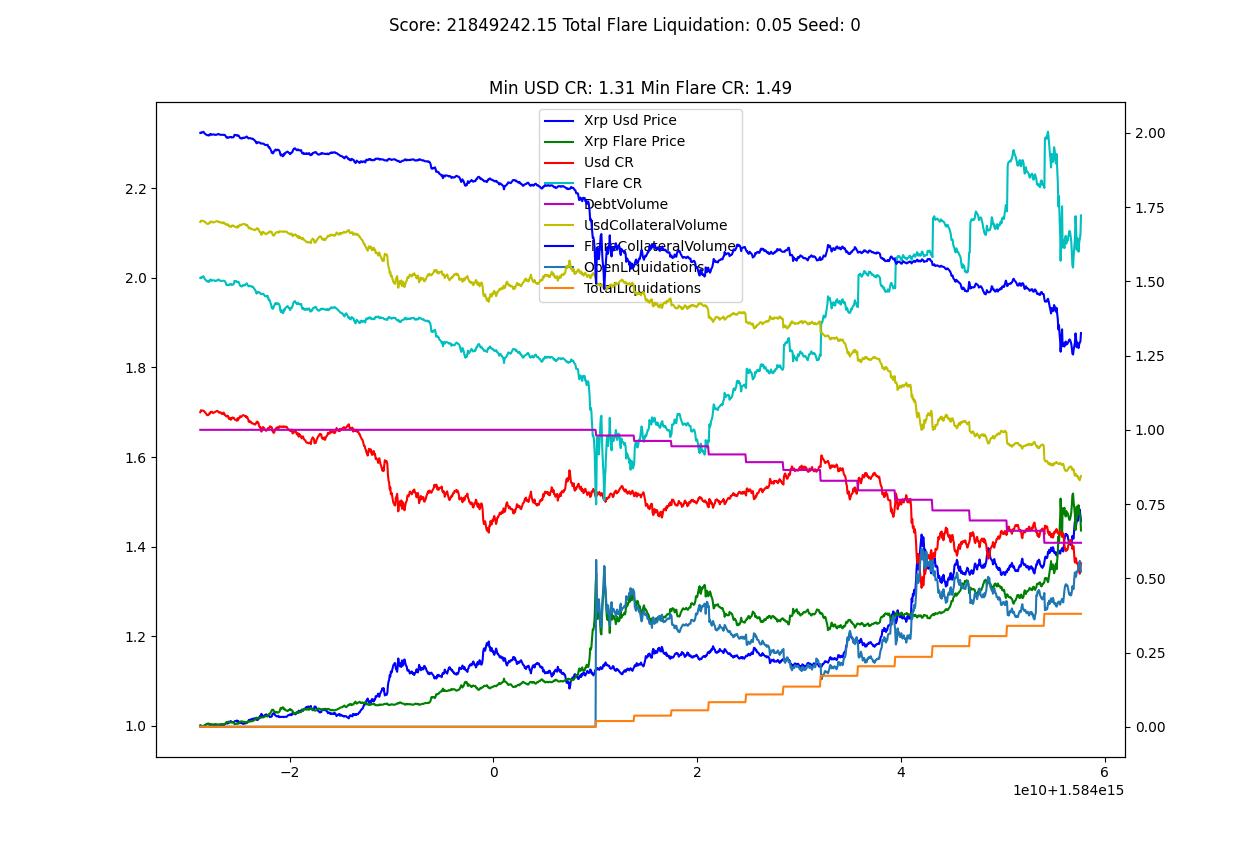 Score: 21849242.15 Total Flare Liquidation: 0.05 Seed: 0
Min USD CR: 1.31 Min Flare CR: 1.49
Xrp Usd Price
Xrp Flare Price
Usd CR
Flare CR
DebtVolume
UsdCollateralVolume
FlareCollateralVolume
OpenLiquidations
TotalLiquidations
2.2
2.0
1.8
1.6
1.4
1.2
1.0
2.00
1.75
1.50
1.25
1.00
0.75
0.50
0.25
0.00
−2 0 2 4 6
1e10+1.584e15